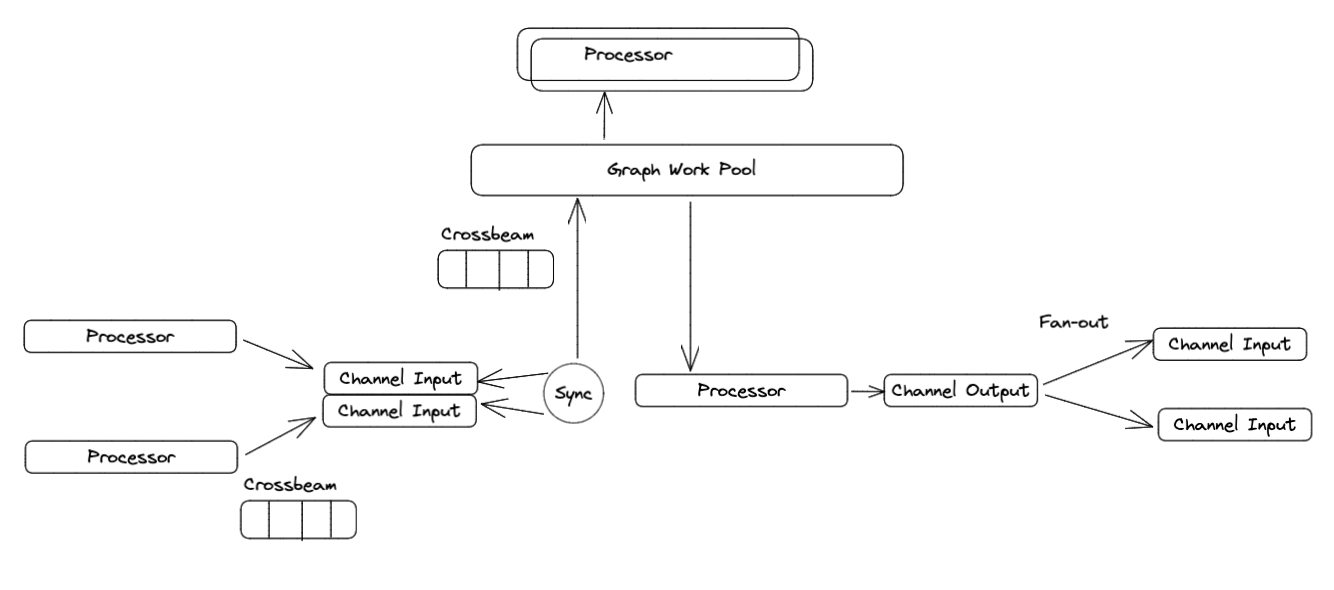 Processor
Graph Work Pool
Crossbeam
Fan-out
Processor
Channel Input
Channel Input
Sync
Processor
Channel Output
Channel Input
Channel Input
Processor
Crossbeam